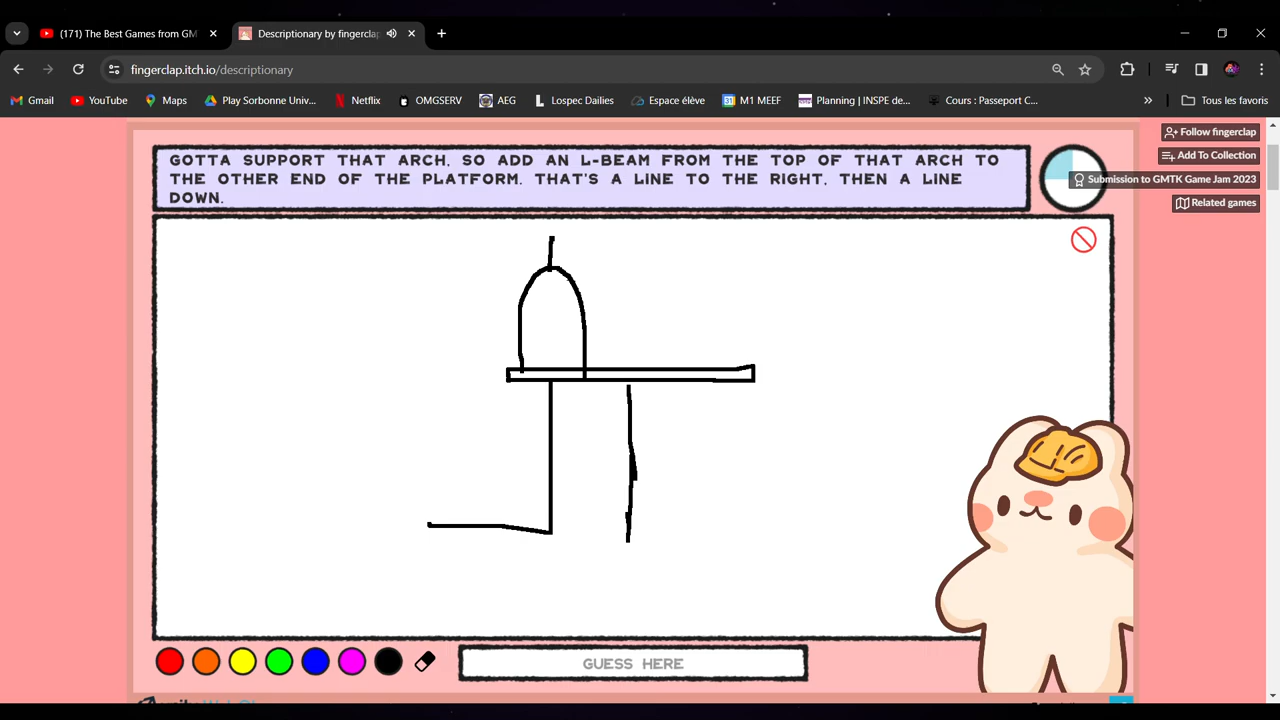 (171) The Best Games from GM
Descriptionary by fingerclap
fingerclap.itch.io/descriptionary
Gmail
YouTube
Maps
Play Sorbonne Univ...
Netflix
OMGSERV
AEG
Lospec Dailies
Espace élève
31 M1 MEEF
Planning | INSPE de...
Cours : Passeport C...
»
Tous les favoris
GOTTA SUPPORT THAT ARCH, SO ADD AN L-BEAM FROM THE TOP OF THAT ARCH TO
THE OTHER END OF THE PLATFORM. THAT'S A LINE TO THE RIGHT, THEN A LINE
DOWN.
Follow fingerclap
Add To Collection
Submission to GMTK Game Jam 2023
Related games
GUESS HERE